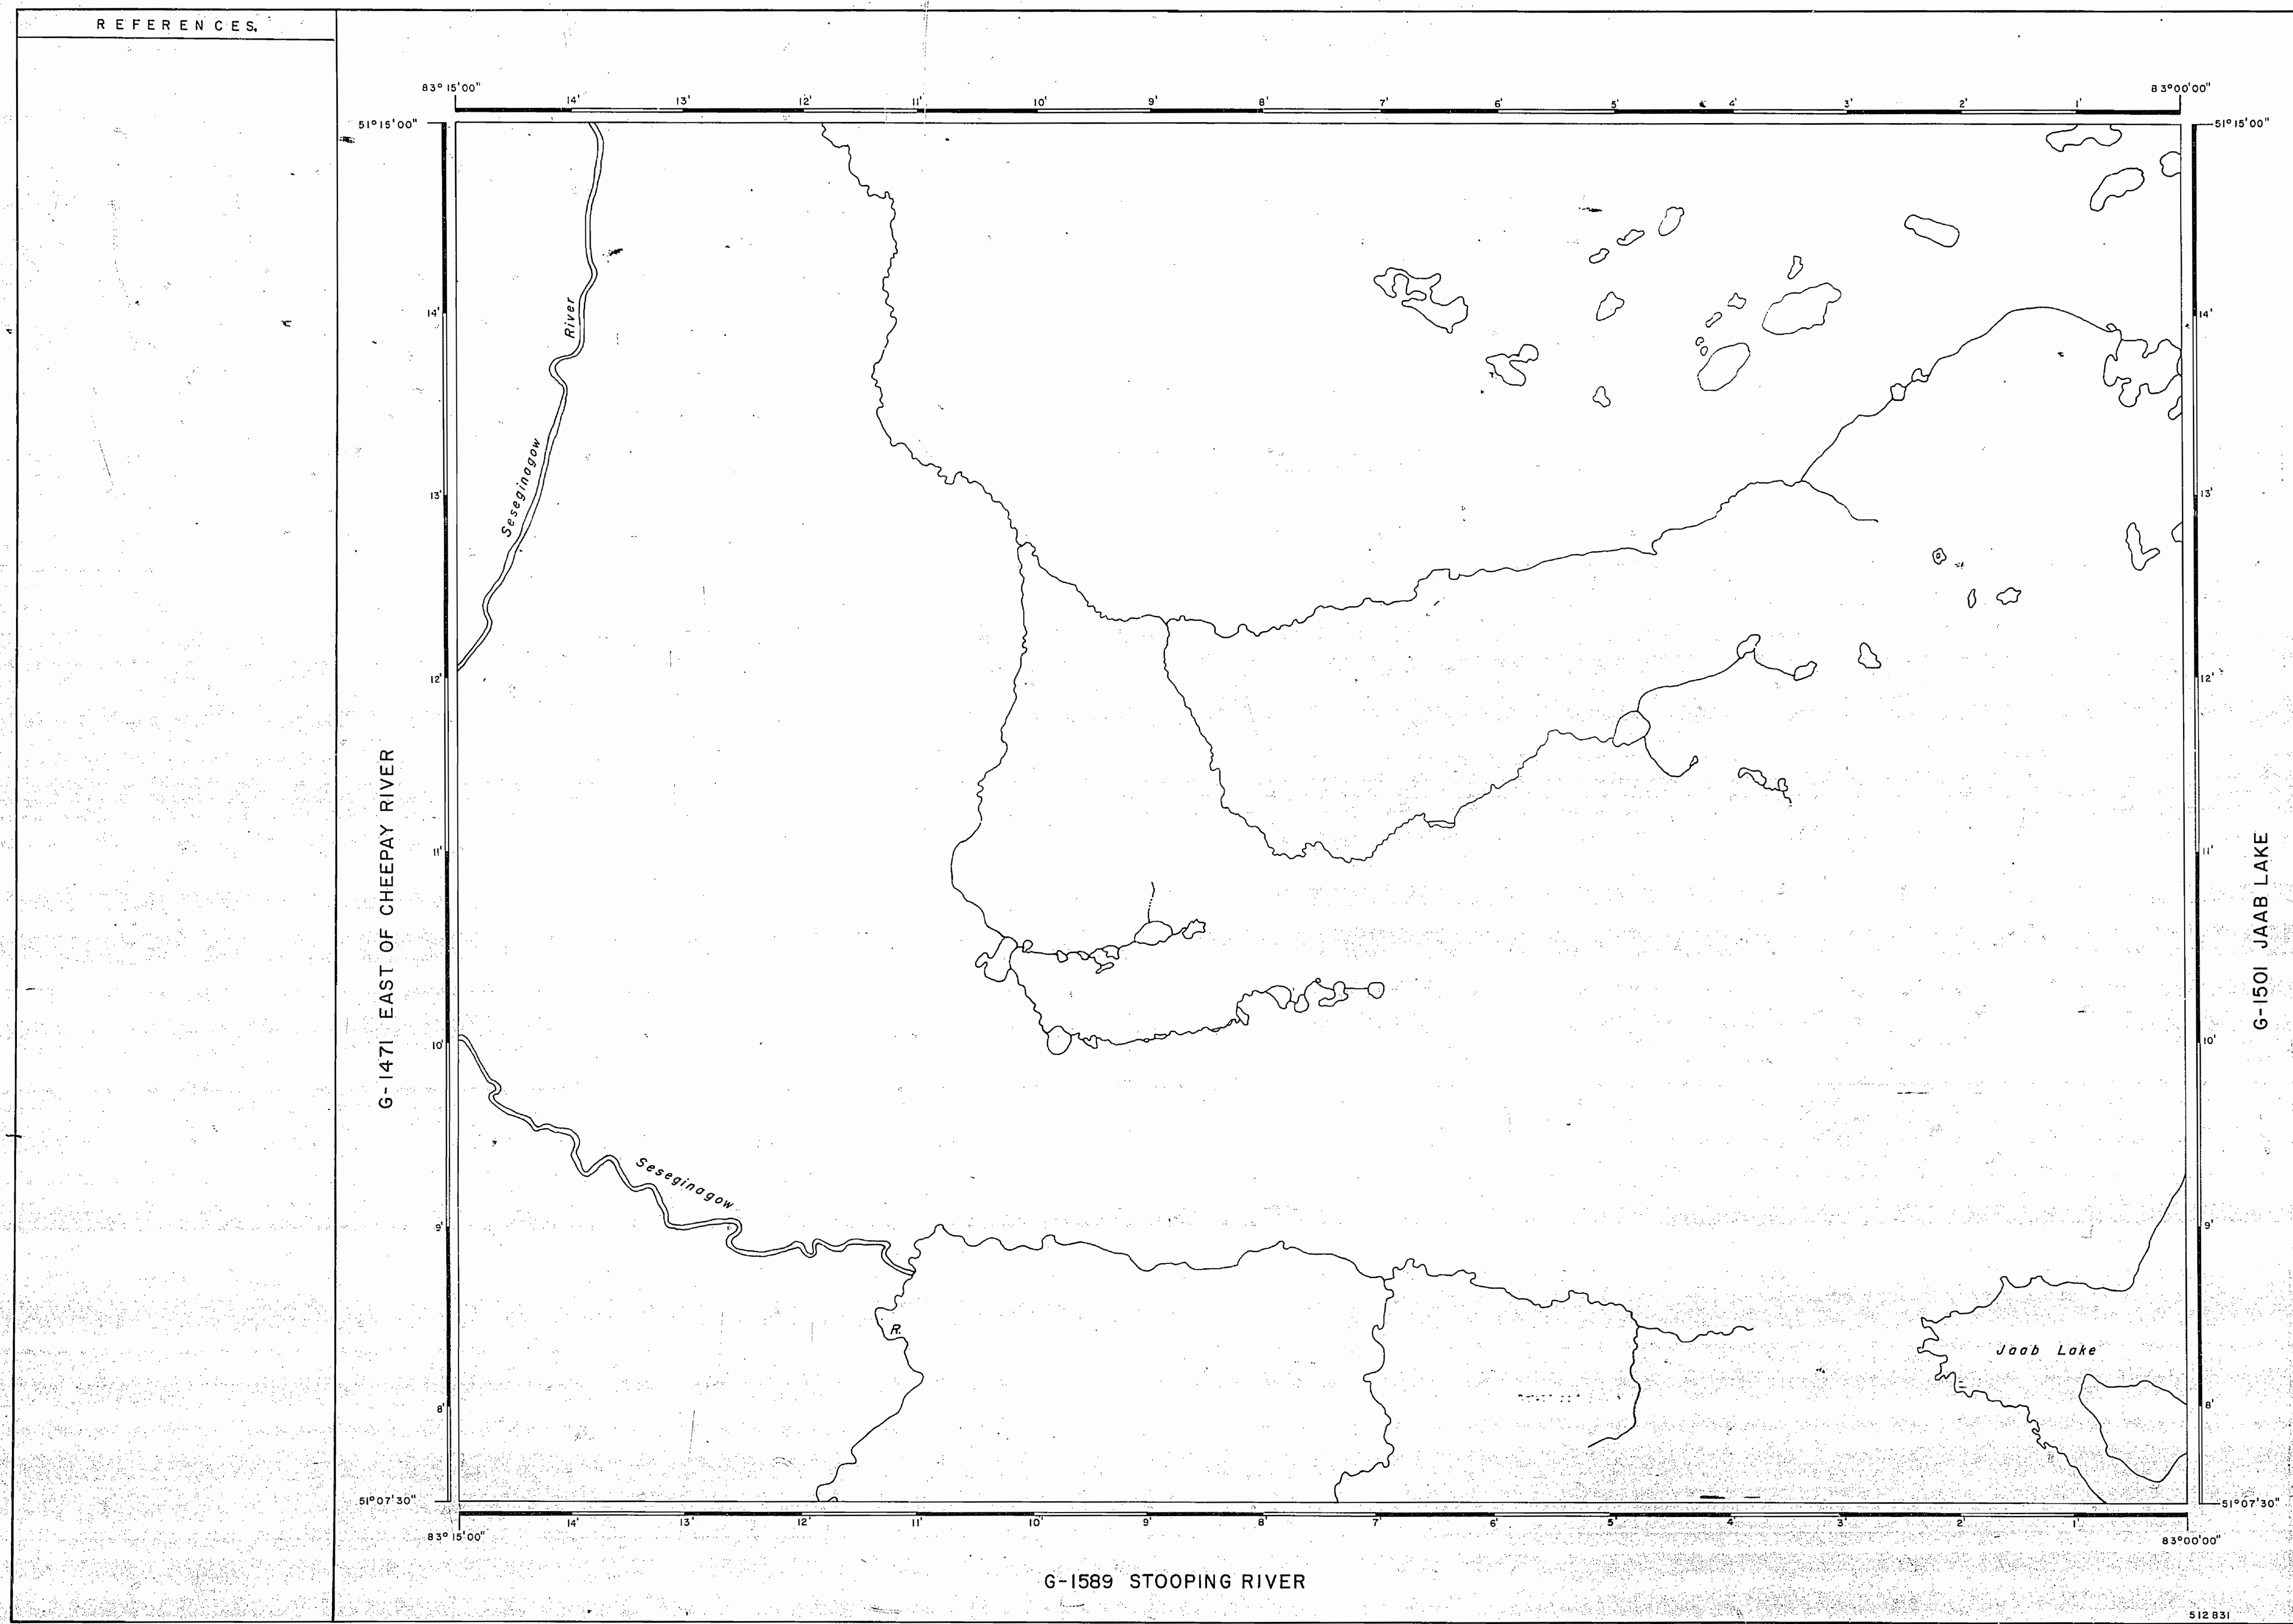 REFERENCES.
83°15'00" 14' 13' 12' 11' 10' 9' 8' 7' 6' 5' 4' 3' 2' 1' 83°00'00"
51°15'00" 51°15'00"
River
14' 14'
Seseginagow
13' 13'
12' 12'
G-1471 EAST OF CHEEPAY RIVER
11' 11'
G-1501 JAAB LAKE
10' 10'
Seseginagow
9' 9'
R.
Jaab Lake
8' 8'
51°07'30" 51°07'30"
83°15'00" 14' 13' 12' 11' 10' 9' 8' 7' 6' 5' 4' 3' 2' 1' 83°00'00"
G-1589 STOOPING RIVER
512831